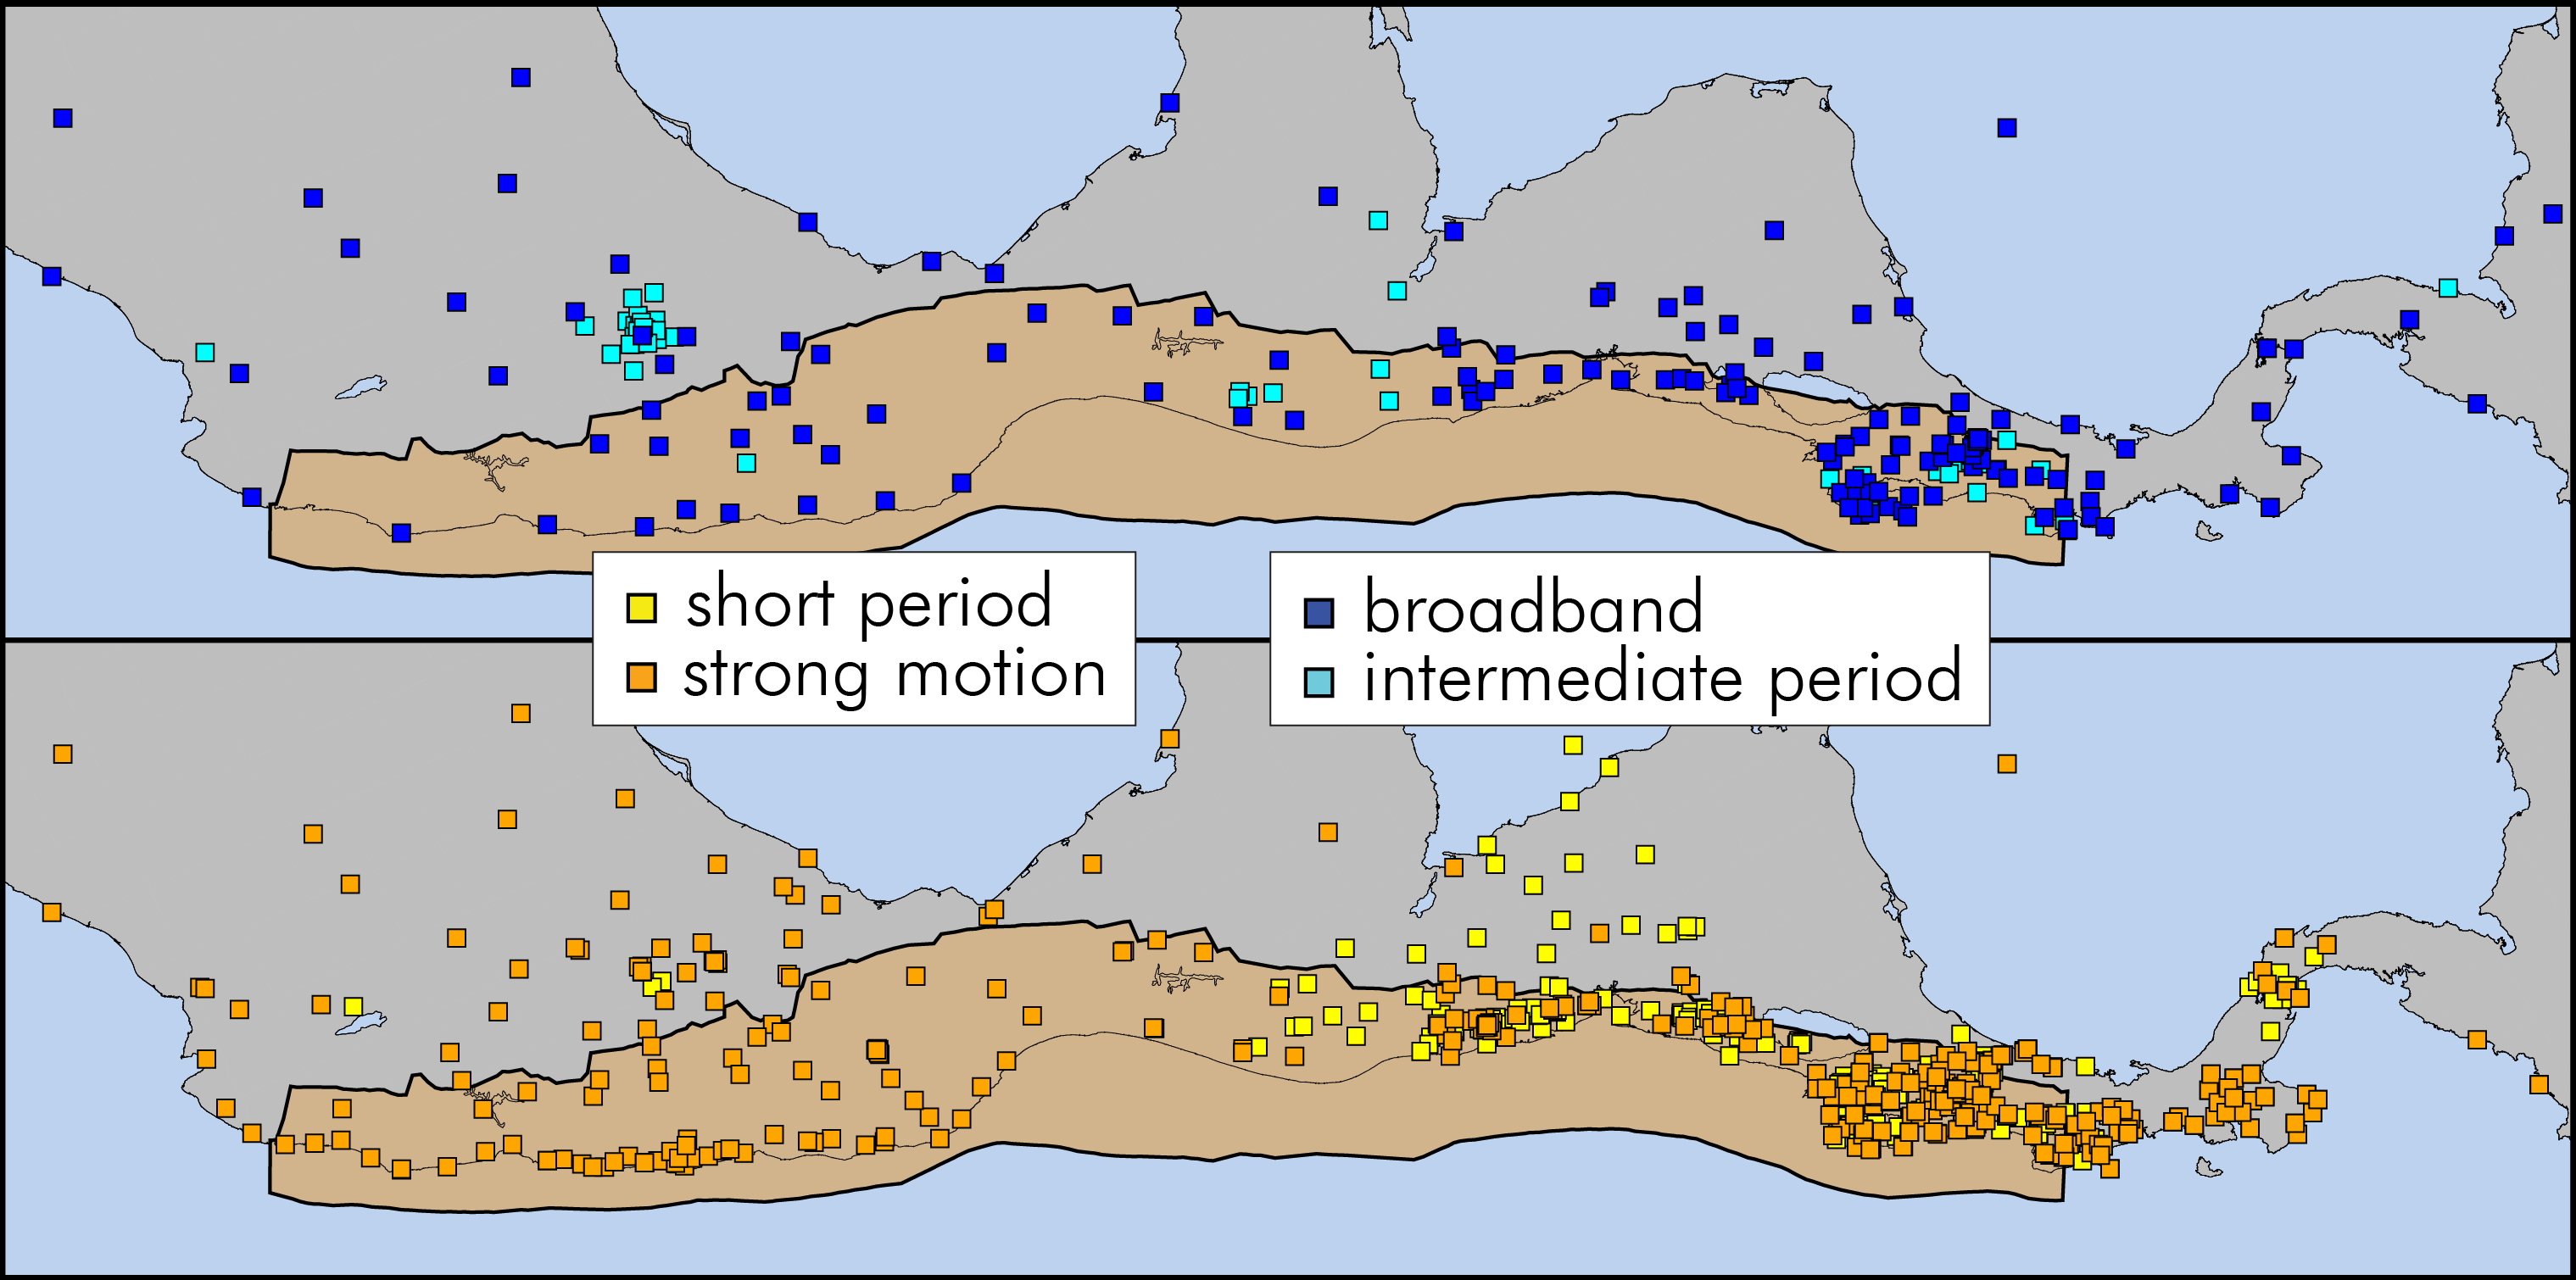 short period
strong motion
broadband
intermediate period